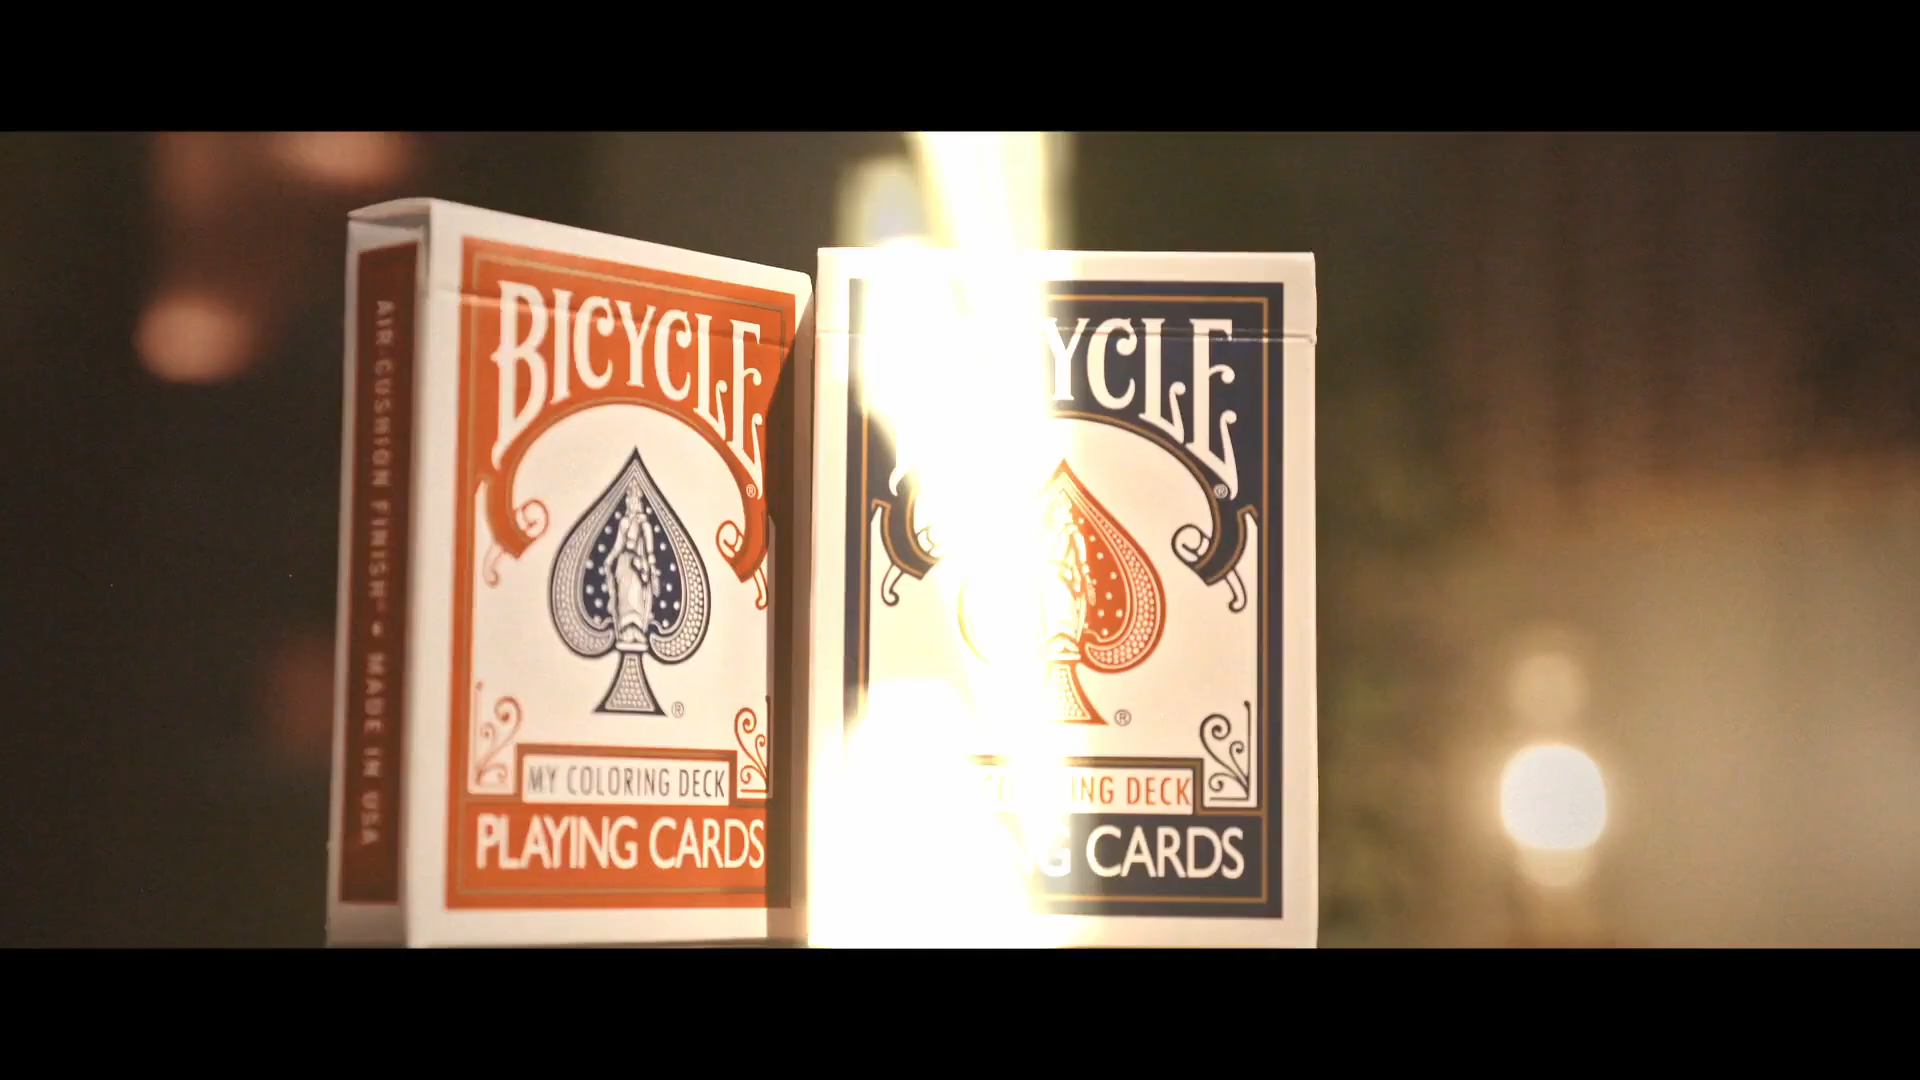 AIR-CUSHION FINISH® • MADE IN USA
BICYCLE
®
®
MY COLORING DECK
PLAYING CARDS
YCLE
®
®
ING DECK
G CARDS